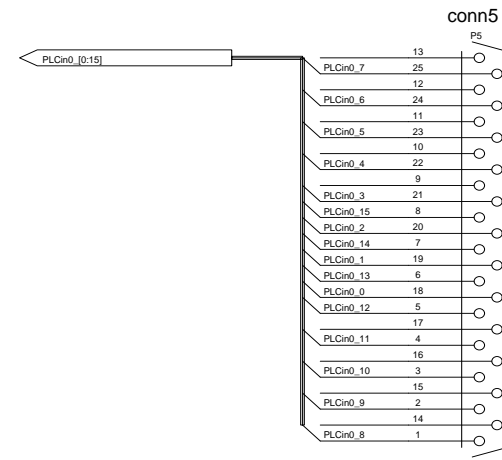 conn5
P5
PLCin0_[0:15]
13
PLCin0_7 25
12
PLCin0_6 24
11
PLCin0_5 23
10
PLCin0_4 22
9
PLCin0_3 21
PLCin0_15 8
PLCin0_2 20
PLCin0_14 7
PLCin0_1 19
PLCin0_13 6
PLCin0_0 18
PLCin0_12 5
17
PLCin0_11 4
16
PLCin0_10 3
15
PLCin0_9 2
14
PLCin0_8 1